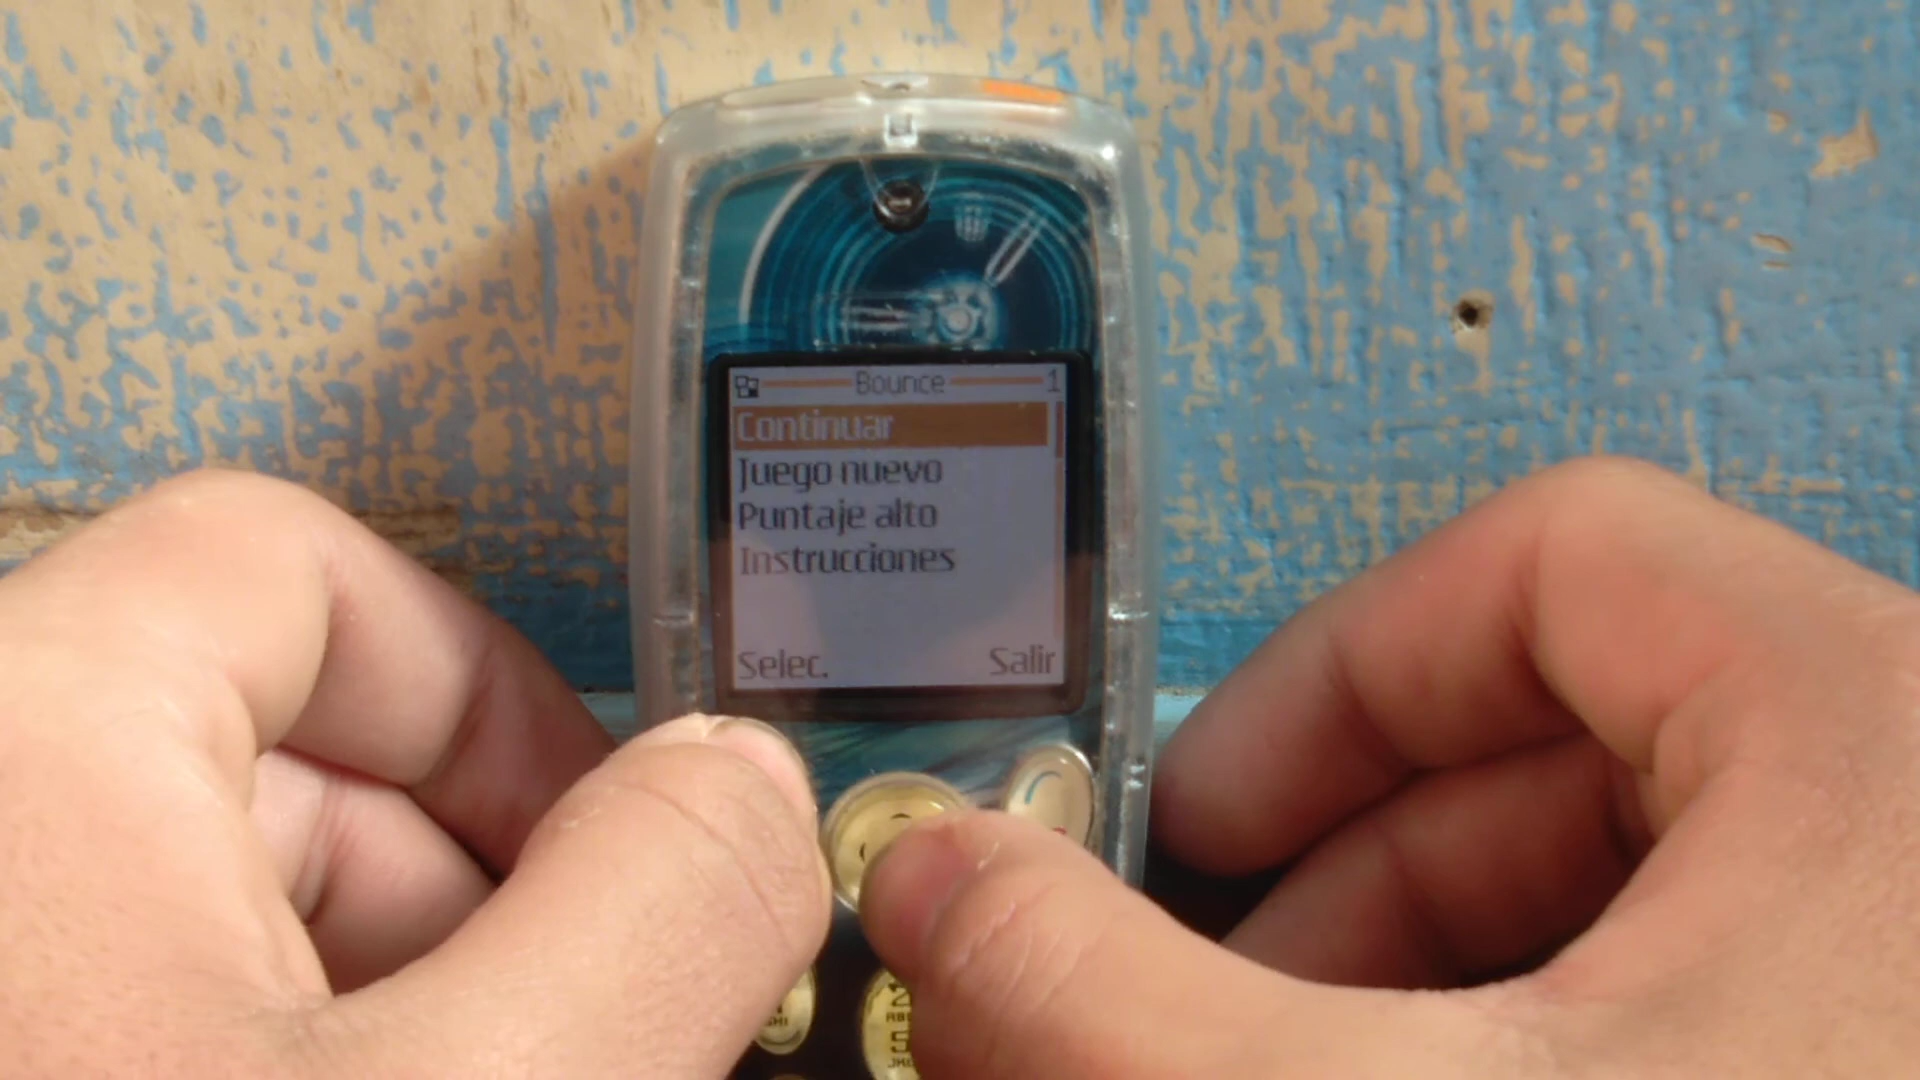 Bounce 1
Continuar
Juego nuevo
Puntaje alto
Instrucciones
Selec. Salir